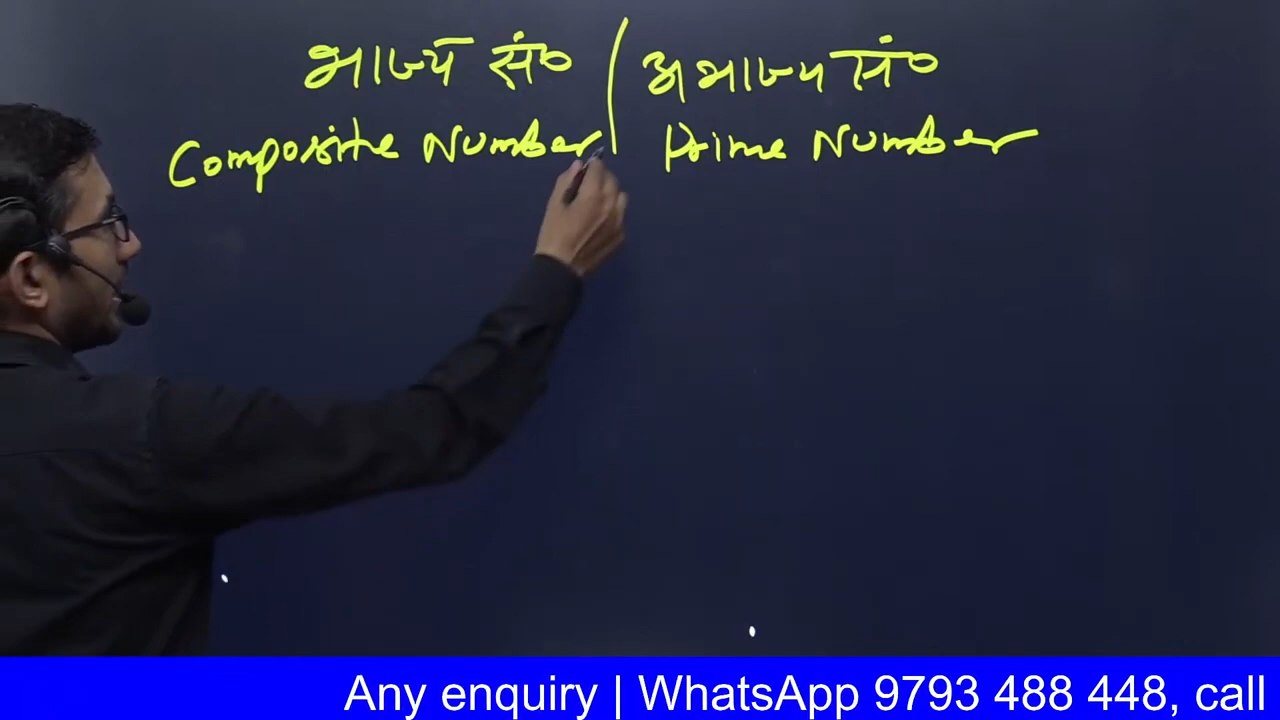 भाज्य सं० / अभाज्य सं०
Composite Number / Prime Number
Any enquiry | WhatsApp 9793 488 448, call